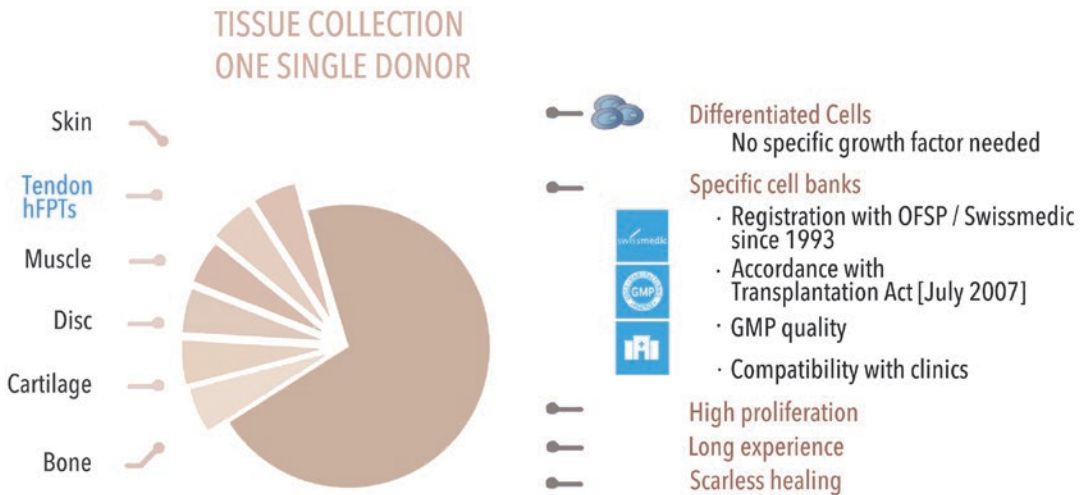 TISSUE COLLECTION
ONE SINGLE DONOR
Skin
Tendon
hFPTs
Muscle
Disc
Cartilage
Bone
Differentiated Cells
No specific growth factor needed
Specific cell banks
swissmedic
· Registration with OFSP / Swissmedic
since 1993
GMP
· Accordance with
Transplantation Act [July 2007]
· GMP quality
· Compatibility with clinics
High proliferation
Long experience
Scarless healing